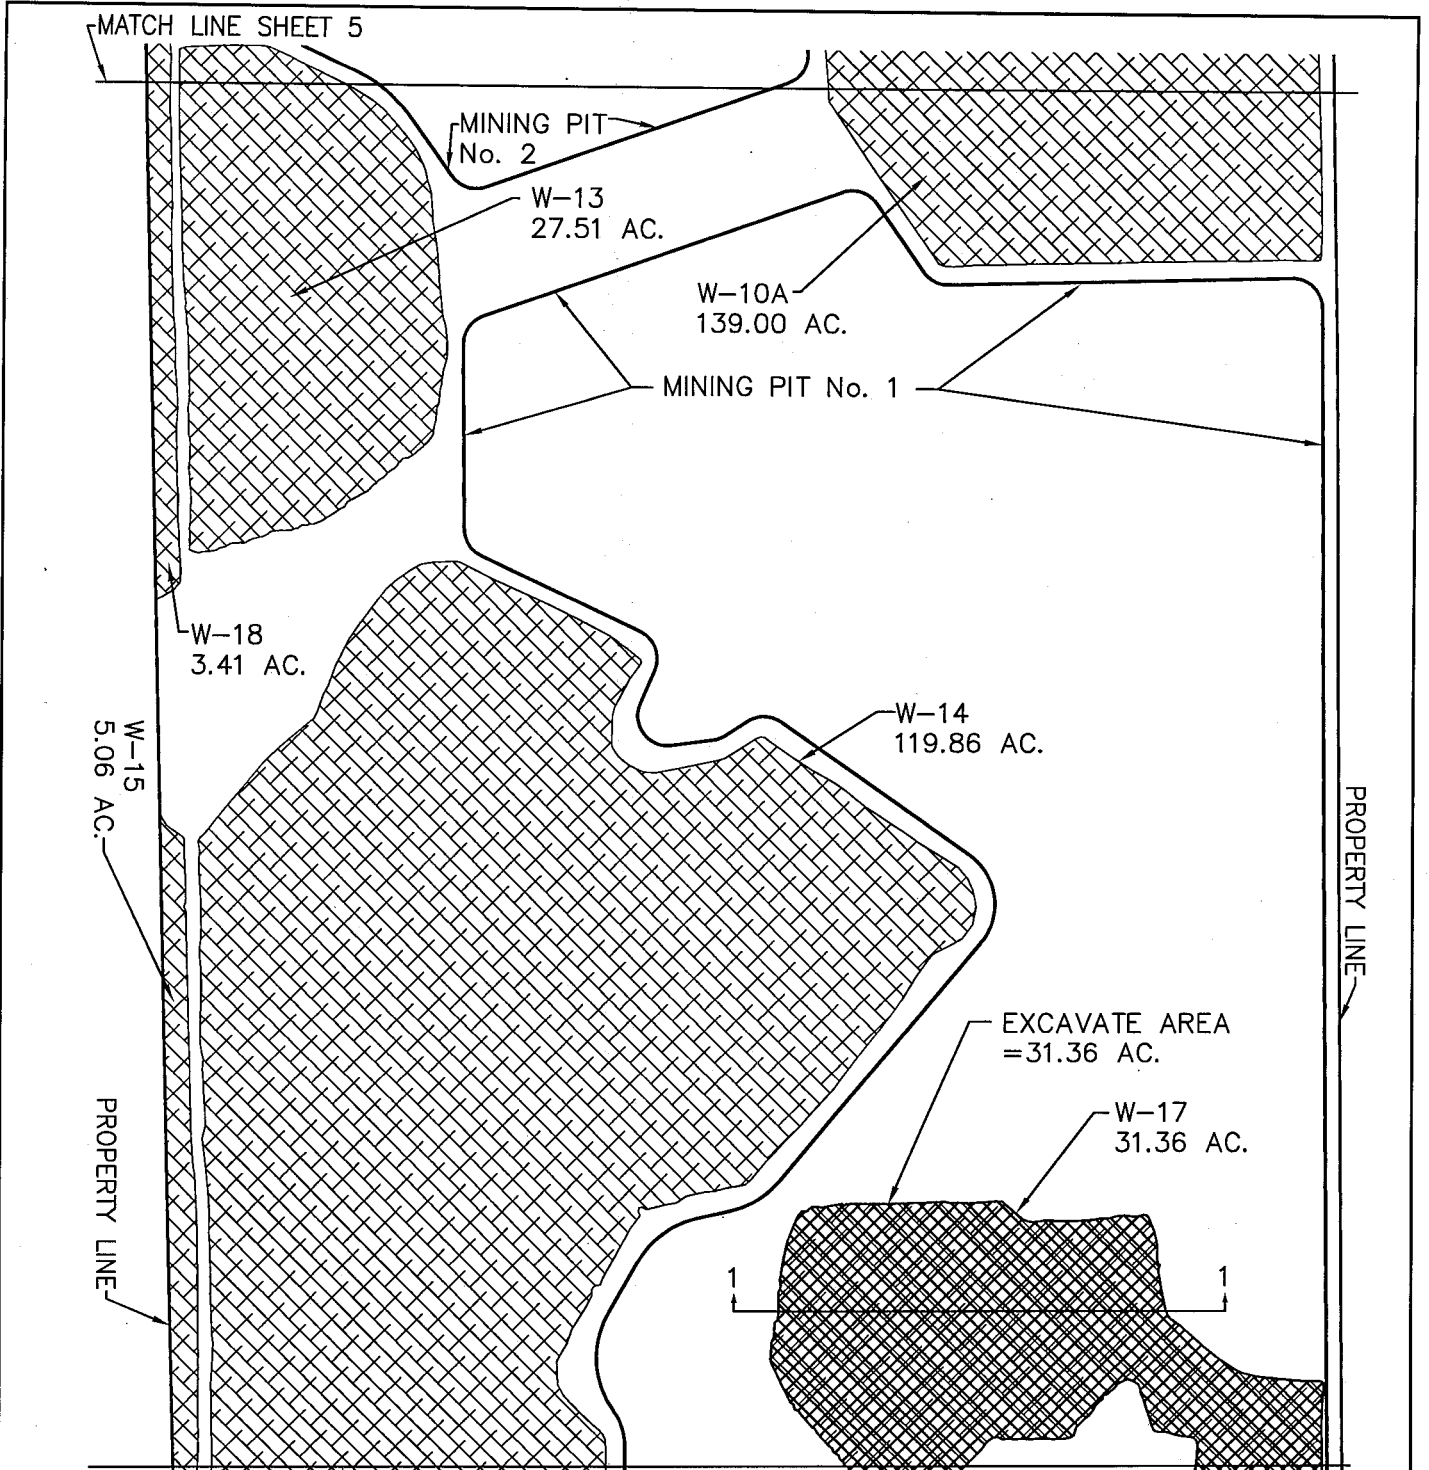 MATCH LINE SHEET 5
MINING PIT
No. 2
W-13
27.51 AC.
W-10A
139.00 AC.
MINING PIT No. 1
W-18
3.41 AC.
W-15
5.06 AC.
W-14
119.86 AC.
PROPERTY LINE
EXCAVATE AREA
=31.36 AC.
W-17
31.36 AC.
PROPERTY LINE
1
1